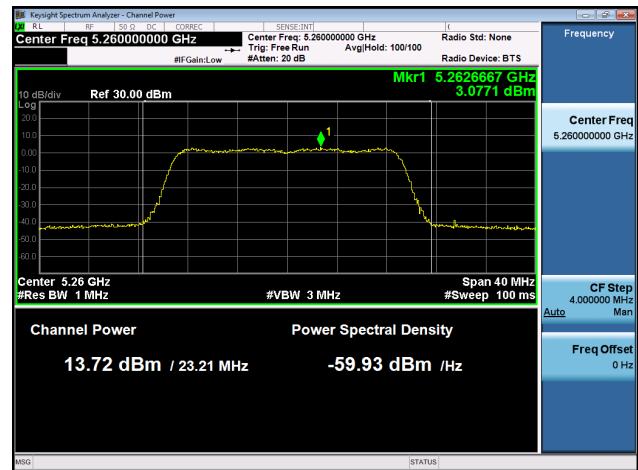 Keysight Spectrum Analyzer - Channel Power
RL RF 50 Ω DC CORREC SENSE:INT
Center Freq 5.260000000 GHz
#IFGain:Low
Center Freq: 5.260000000 GHz
Trig: Free Run Avg|Hold: 100/100
#Atten: 20 dB
Radio Std: None
Radio Device: BTS
Frequency
Mkr1 5.2626667 GHz
3.0771 dBm
10 dB/div Ref 30.00 dBm
Log
20.0
10.0
0.00
-10.0
-20.0
-30.0
-40.0
-50.0
-60.0
1
Center 5.26 GHz Span 40 MHz
#Res BW 1 MHz #VBW 3 MHz #Sweep 100 ms
Channel Power
13.72 dBm / 23.21 MHz
Power Spectral Density
-59.93 dBm /Hz
Center Freq
5.260000000 GHz
CF Step
4.000000 MHz
Auto Man
Freq Offset
0 Hz
MSG STATUS